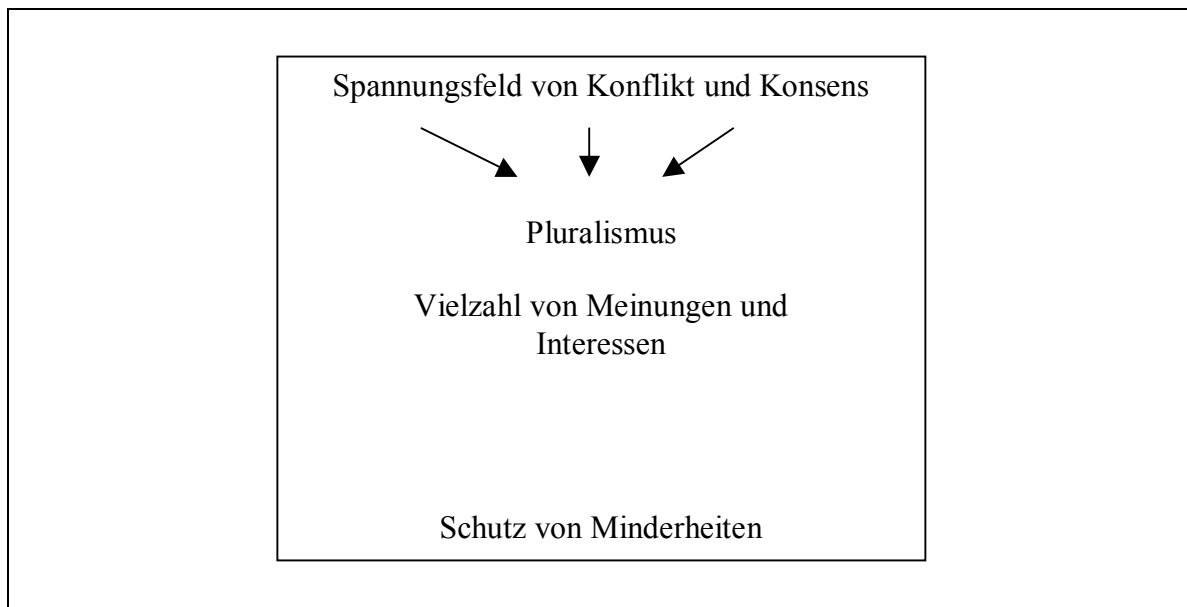 Spannungsfeld von Konflikt und Konsens
Pluralismus
Vielzahl von Meinungen und
Interessen
Schutz von Minderheiten